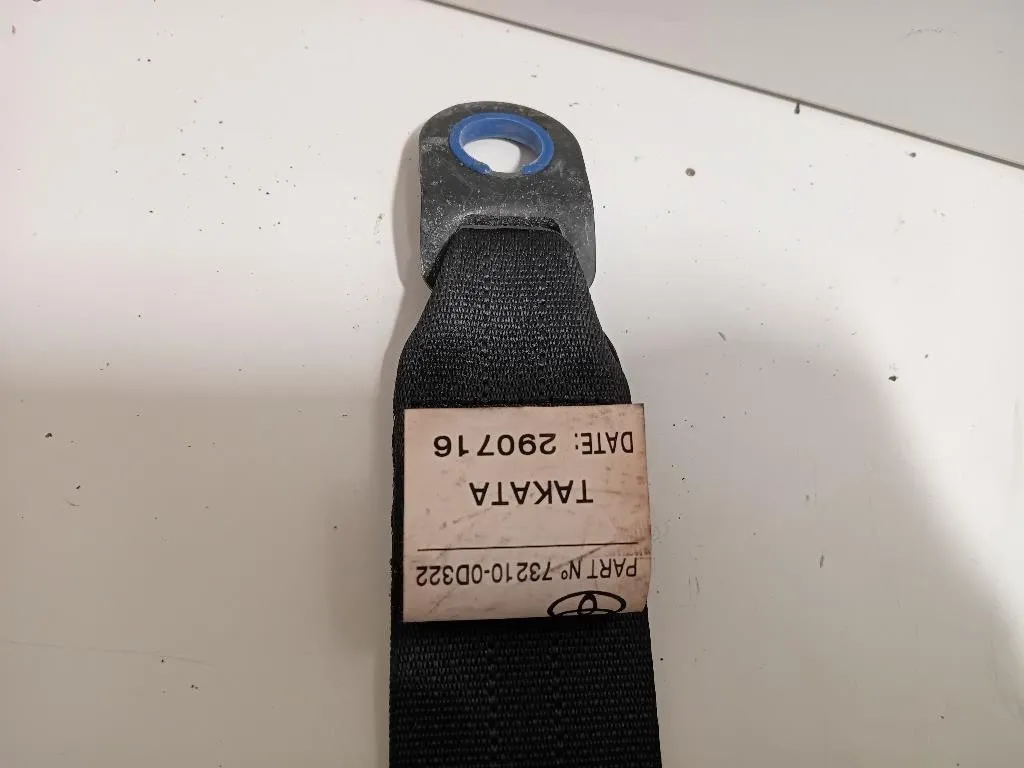 PART Nº 73210-0D322
TAKATA
DATE: 290716